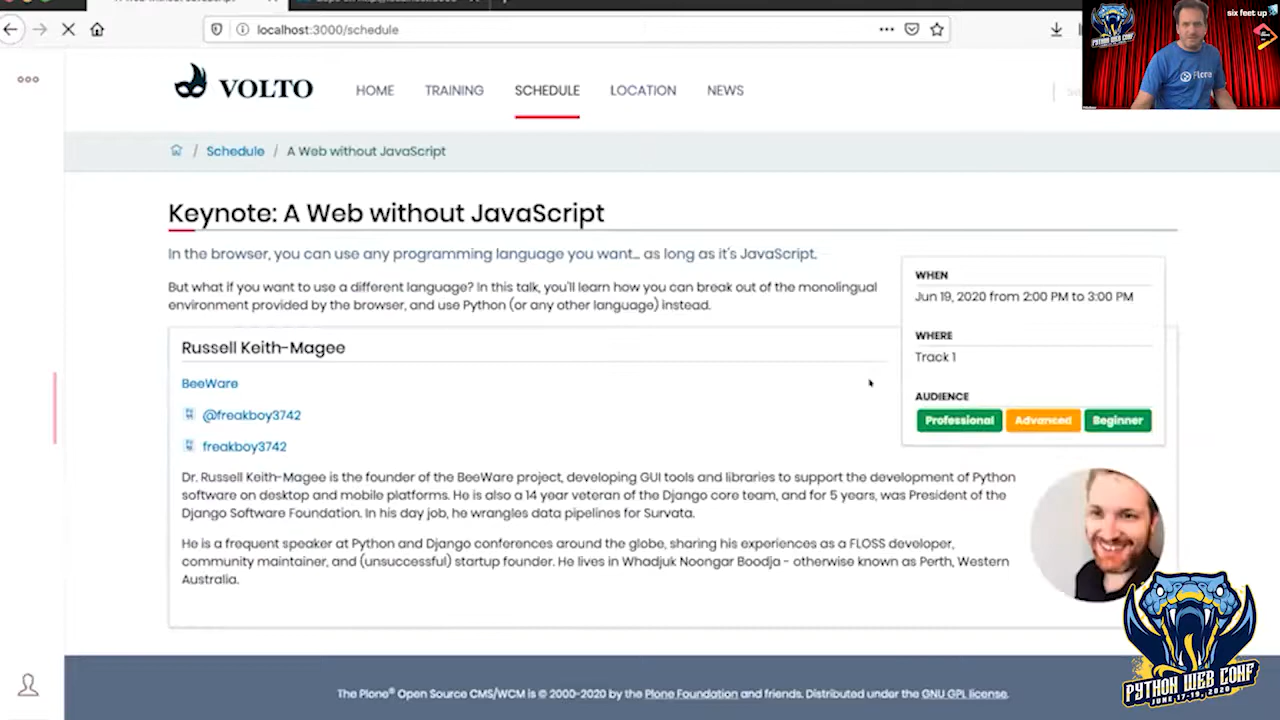 localhost:3000/schedule
six feet up
VOLTO
HOME
TRAINING
SCHEDULE
LOCATION
NEWS
Plone
/ Schedule / A Web without JavaScript
Keynote: A Web without JavaScript
In the browser, you can use any programming language you want... as long as it's JavaScript.
But what if you want to use a different language? In this talk, you'll learn how you can break out of the monolingual
environment provided by the browser, and use Python (or any other language) instead.
WHEN
Jun 19, 2020 from 2:00 PM to 3:00 PM
WHERE
Track 1
AUDIENCE
Professional
Advanced
Beginner
Russell Keith-Magee
BeeWare
@freakboy3742
freakboy3742
Dr. Russell Keith-Magee is the founder of the BeeWare project, developing GUI tools and libraries to support the development of Python
software on desktop and mobile platforms. He is also a 14 year veteran of the Django core team, and for 5 years, was President of the
Django Software Foundation. In his day job, he wrangles data pipelines for Survata.
He is a frequent speaker at Python and Django conferences around the globe, sharing his experiences as a FLOSS developer,
community maintainer, and (unsuccessful) startup founder. He lives in Whadjuk Noongar Boodja - otherwise known as Perth, Western
Australia.
The Plone® Open Source CMS/WCM is © 2000-2020 by the Plone Foundation and friends. Distributed under the GNU GPL license.
PYTHON WEB CONF
JUNE 17-19, 2020